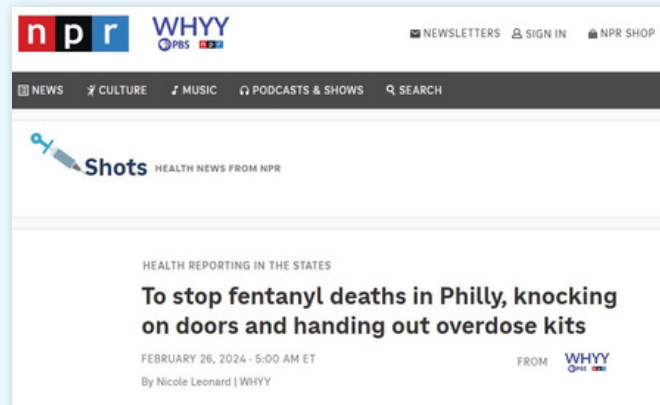 npr WHYY
PBS npr
NEWSLETTERS SIGN IN NPR SHOP
NEWS CULTURE MUSIC PODCASTS & SHOWS SEARCH
Shots HEALTH NEWS FROM NPR
HEALTH REPORTING IN THE STATES
To stop fentanyl deaths in Philly, knocking
on doors and handing out overdose kits
FEBRUARY 26, 2024 · 5:00 AM ET
FROM WHYY
PBS npr
By Nicole Leonard | WHYY